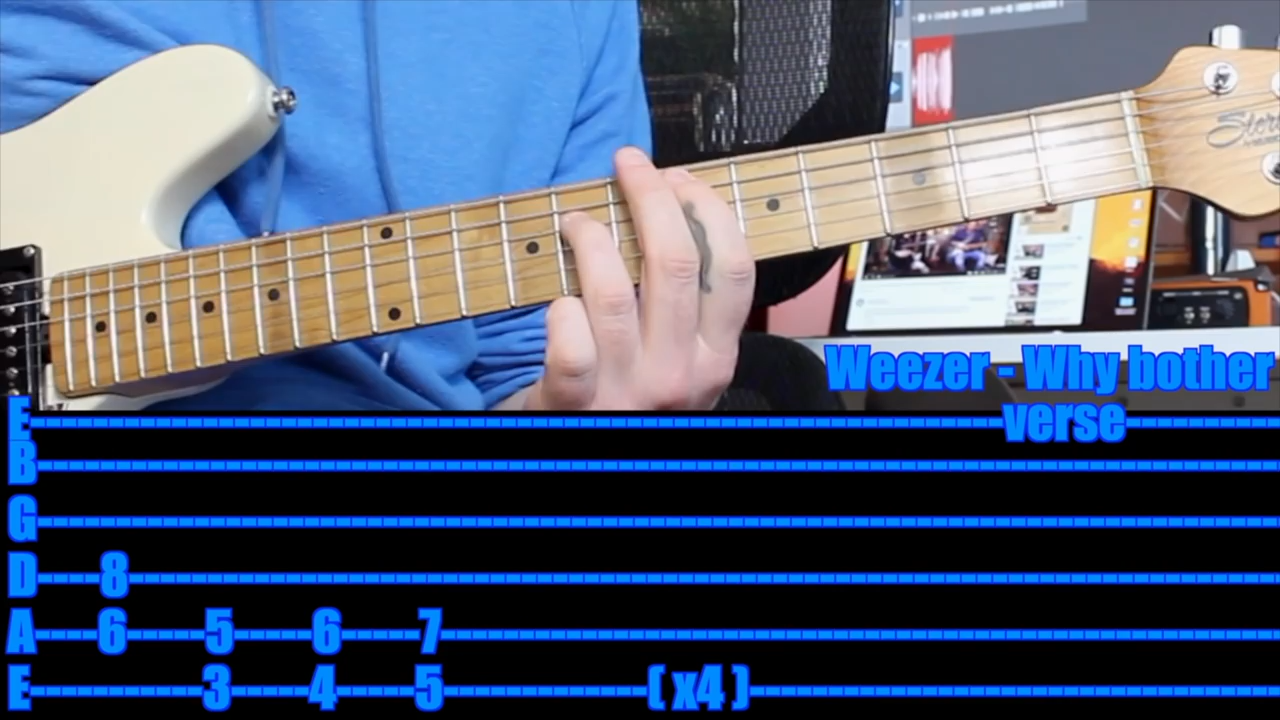 Weezer - Why bother
verse
E
B
G
D 8
A 6 5 6 7
E 3 4 5 ( x4 )